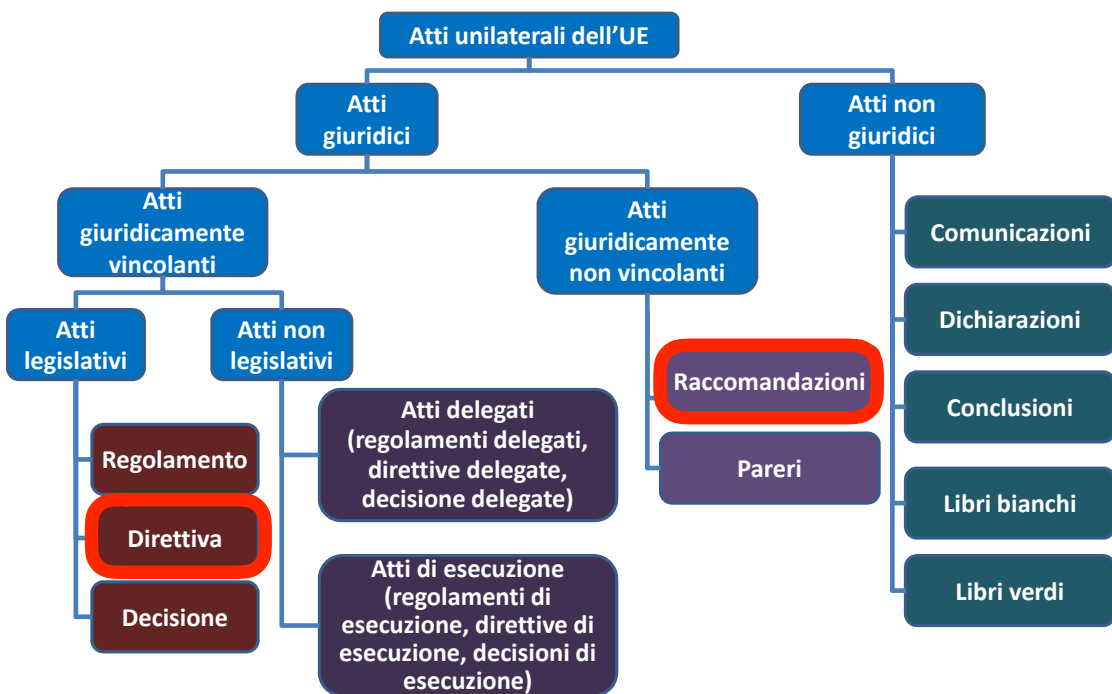 Atti unilaterali dell'UE
Atti
giuridici
Atti non
giuridici
Atti
giuridicamente
vincolanti
Atti
giuridicamente
non vincolanti
Atti
legislativi
Atti non
legislativi
Regolamento
Direttiva
Decisione
Atti delegati
(regolamenti delegati,
direttive delegate,
decisione delegate)
Atti di esecuzione
(regolamenti di
esecuzione, direttive di
esecuzione, decisioni di
esecuzione)
Raccomandazioni
Pareri
Comunicazioni
Dichiarazioni
Conclusioni
Libri bianchi
Libri verdi